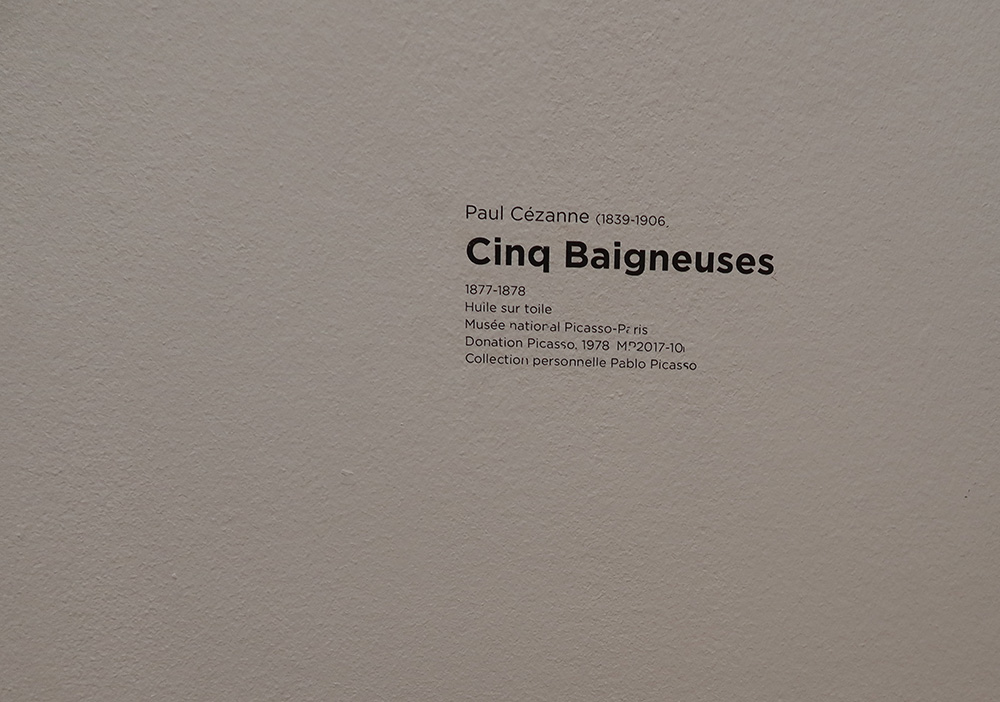 Paul Cézanne (1839-1906
Cinq Baigneuses
1877-1878
Huile sur toile
Musée national Picasso-Paris
Donation Picasso, 1978
Collection personnelle Pablo Picasso